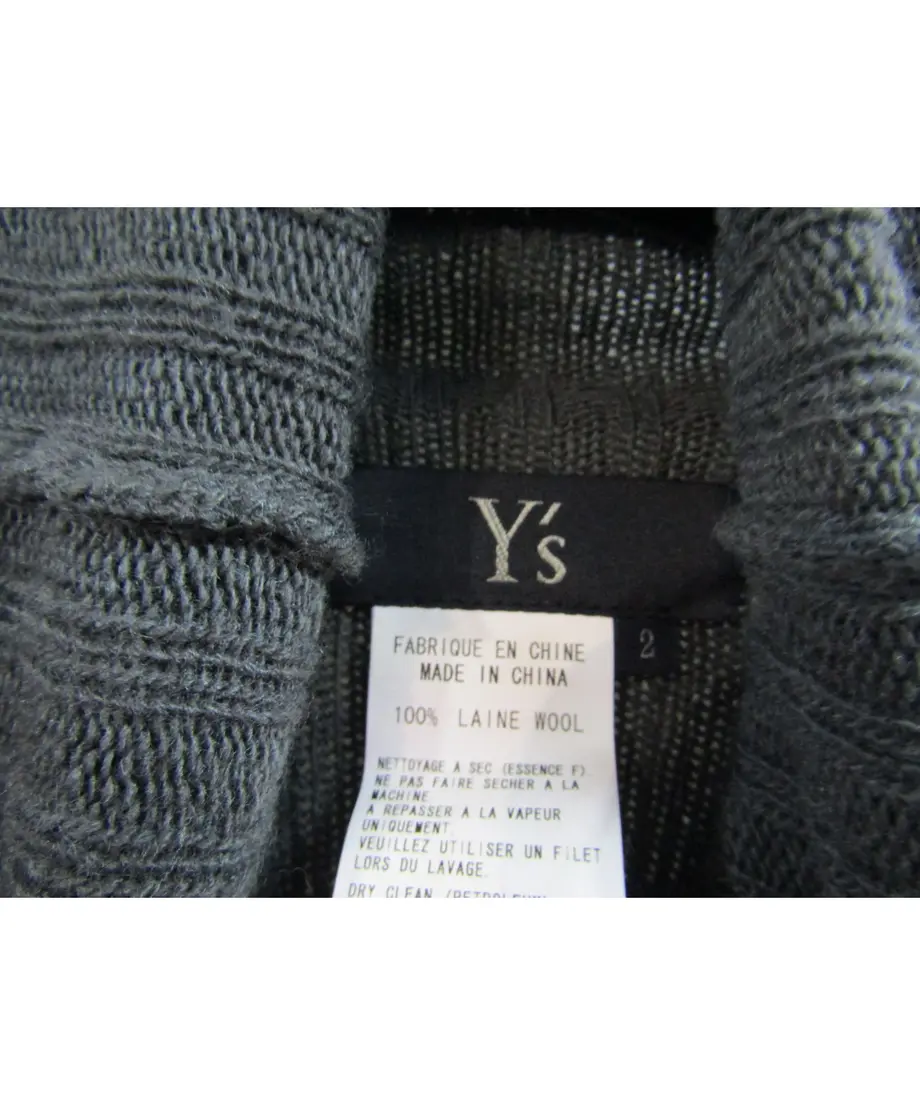 Y's
2
FABRIQUE EN CHINE
MADE IN CHINA
100% LAINE WOOL
NETTOYAGE A SEC (ESSENCE F).
NE PAS FAIRE SECHER A LA
MACHINE
A REPASSER A LA VAPEUR
UNIQUEMENT.
VEUILLEZ UTILISER UN FILET
LORS DU LAVAGE.
DRY CLEAN